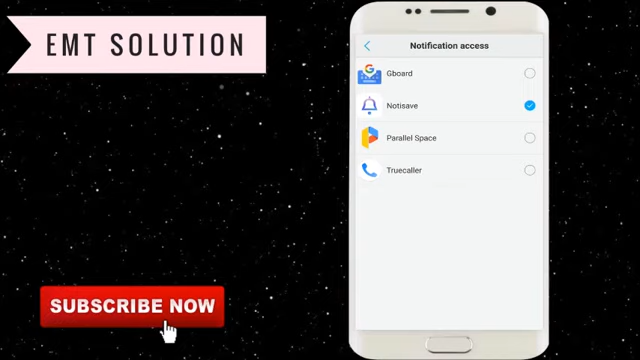 EMT SOLUTION
Notification access
Gboard
Notisave
Parallel Space
Truecaller
SUBSCRIBE NOW